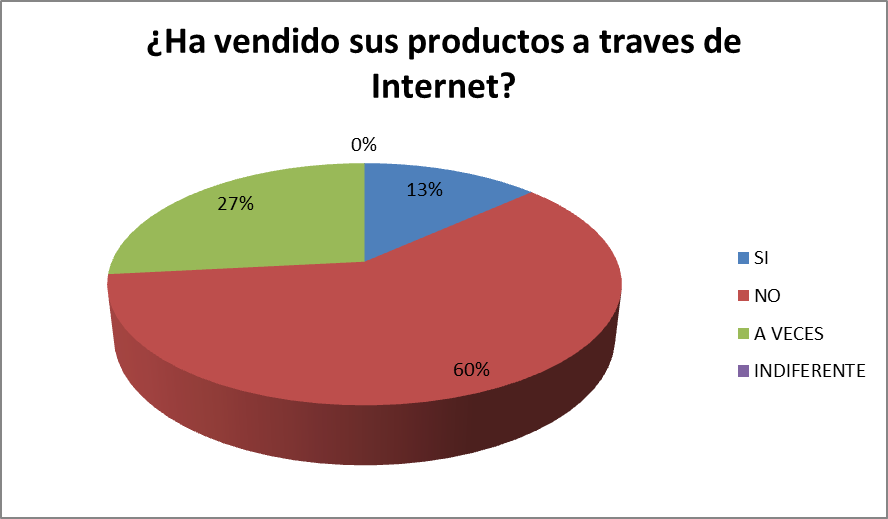 ¿Ha vendido sus productos a traves de
Internet?
0%
13%
27%
60%
SI
NO
A VECES
INDIFERENTE